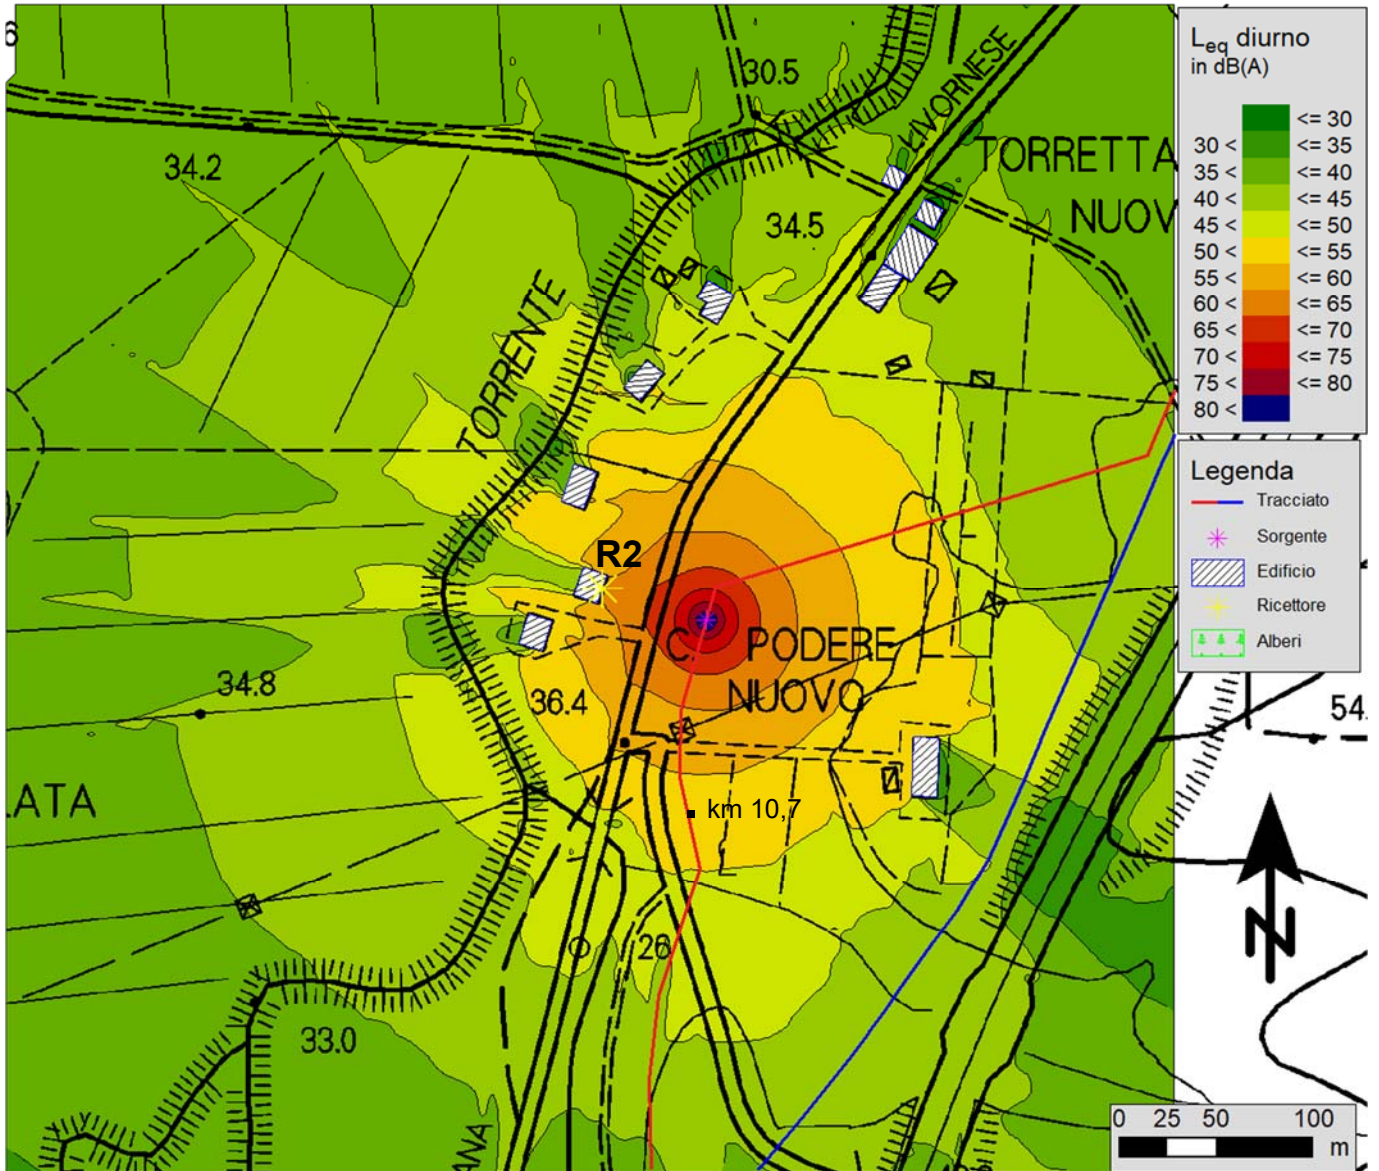 6
30.5
LIVORNESE
34.2
TORRETTA
34.5
NUOV
TORRENTE
R2
C. PODERE
NUOVO
34.8
36.4
LATA
km 10,7
26
33.0
ANA
54.
N
L_eq diurno
in dB(A)
<= 30
30 < <= 35
35 < <= 40
40 < <= 45
45 < <= 50
50 < <= 55
55 < <= 60
60 < <= 65
65 < <= 70
70 < <= 75
75 < <= 80
80 <
Legenda
Tracciato
Sorgente
Edificio
Ricettore
Alberi
0 25 50 100
m